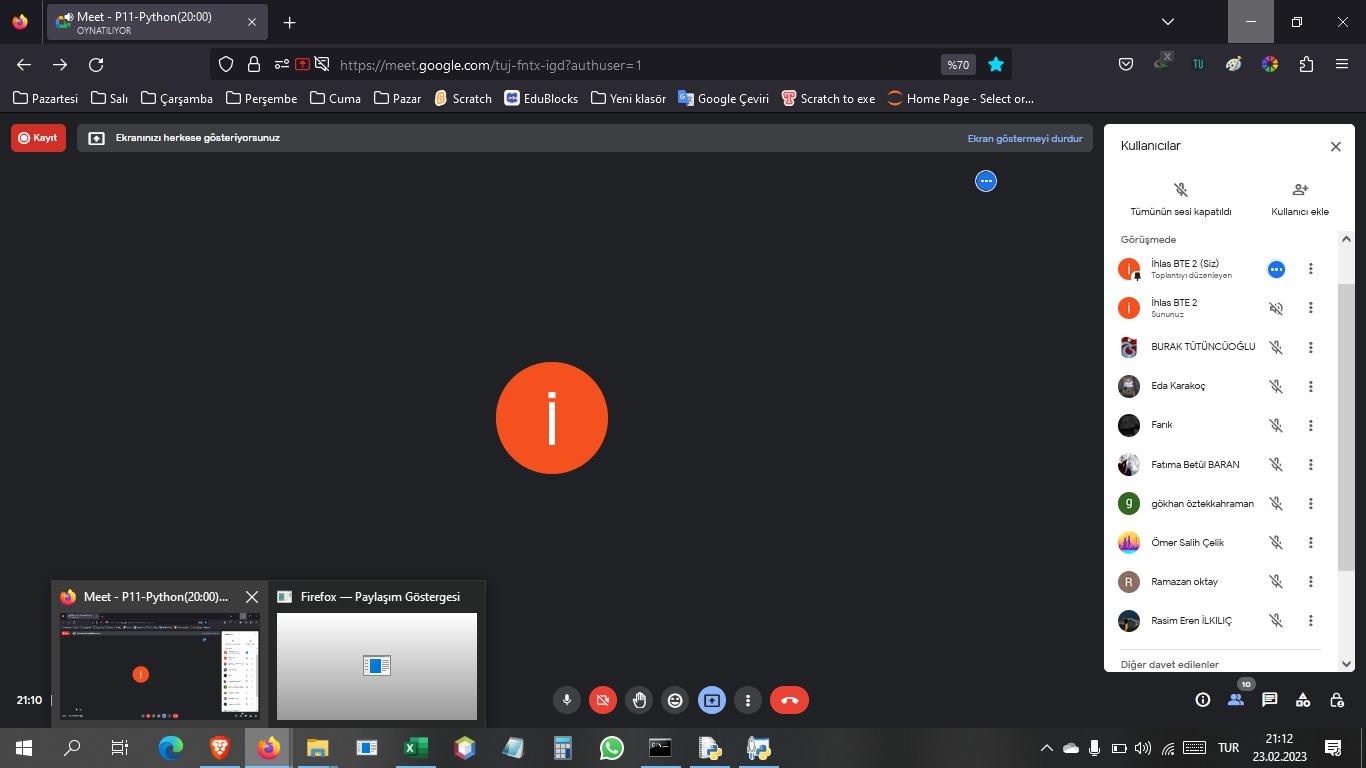 Meet - P11-Python(20:00)
OYNATILIYOR
https://meet.google.com/tuj-fntx-igd?authuser=1
%70
TU
Pazartesi
Salı
Çarşamba
Perşembe
Cuma
Pazar
Scratch
EduBlocks
Yeni klasör
Google Çeviri
Scratch to exe
Home Page - Select or...
Kayıt
Ekranınızı herkese gösteriyorsunuz
Ekran göstermeyi durdur
Kullanıcılar
Tümünün sesi kapatıldı
Kullanıcı ekle
Görüşmede
İhlas BTE 2 (Siz)
Toplantıyı düzenleyen
İhlas BTE 2
Sununuz
BURAK TÜTÜNCÜOĞLU
Eda Karakoç
Farık
Fatıma Betül BARAN
gökhan öztekkahraman
Ömer Salih Çelik
Ramazan oktay
Rasim Eren İLKILIÇ
Diğer davet edilenler
i
Meet - P11-Python(20:00)...
Firefox — Paylaşım Göstergesi
21:10
10
TUR
21:12
23.02.2023